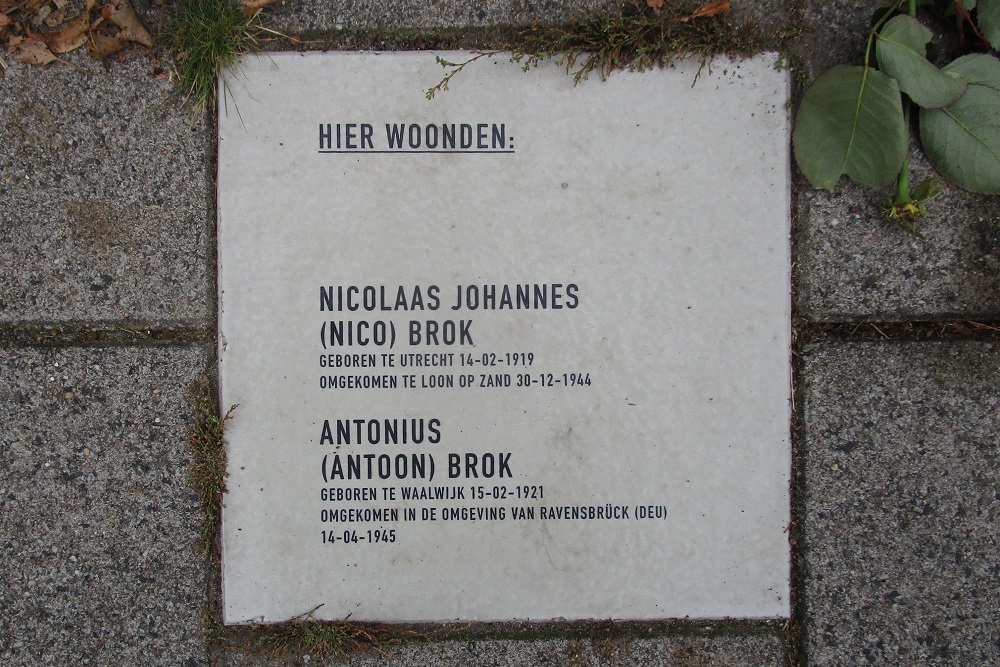 HIER WOONDEN:
NICOLAAS JOHANNES
(NICO) BROK
GEBOREN TE UTRECHT 14-02-1919
OMGEKOMEN TE LOON OP ZAND 30-12-1944
ANTONIUS
(ANTOON) BROK
GEBOREN TE WAALWIJK 15-02-1921
OMGEKOMEN IN DE OMGEVING VAN RAVENSBRÜCK (DEU)
14-04-1945